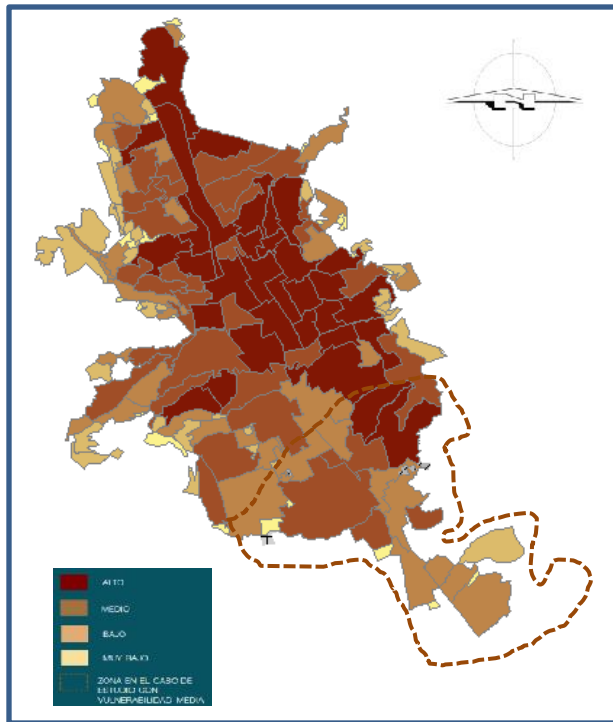 ALTO
MEDIO
BAJO
MUY BAJO
ZONA EN EL CASO DE
ESTUDIO CON
VULNERABILIDAD MEDIA